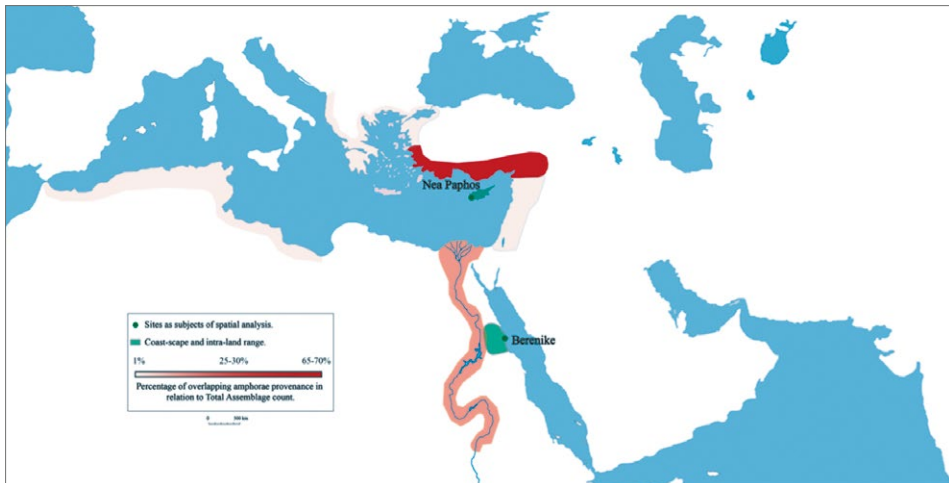 Nea Paphos
Berenike
Sites as subjects of spatial analysis.
Coast-scape and intra-land range.
1% 25-30% 65-70%
Percentage of overlapping amphorae provenance in
relation to Total Assemblage count.
0 300 km